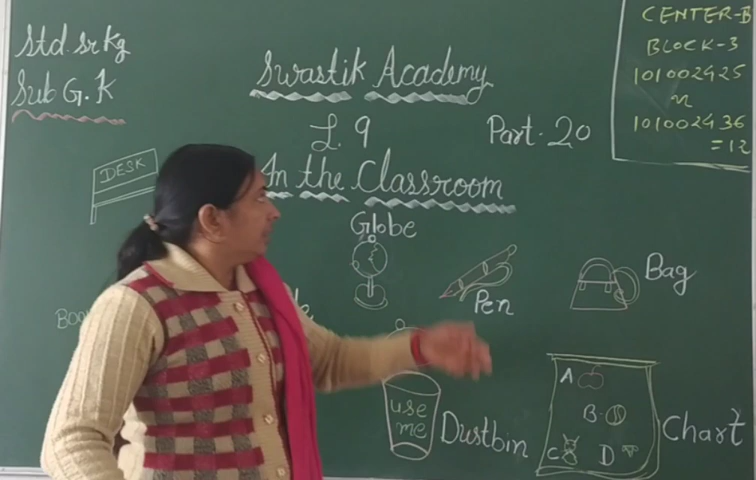 Std. Sr Kg
Sub G.K
Swastik Academy
L. 9
Part. 20
In the Classroom
CENTER-B
BLOCK-3
101002425
101002436
=12
DESK
Globe
Pen
Bag
use
me
Dustbin
A
B
C
D
Chart